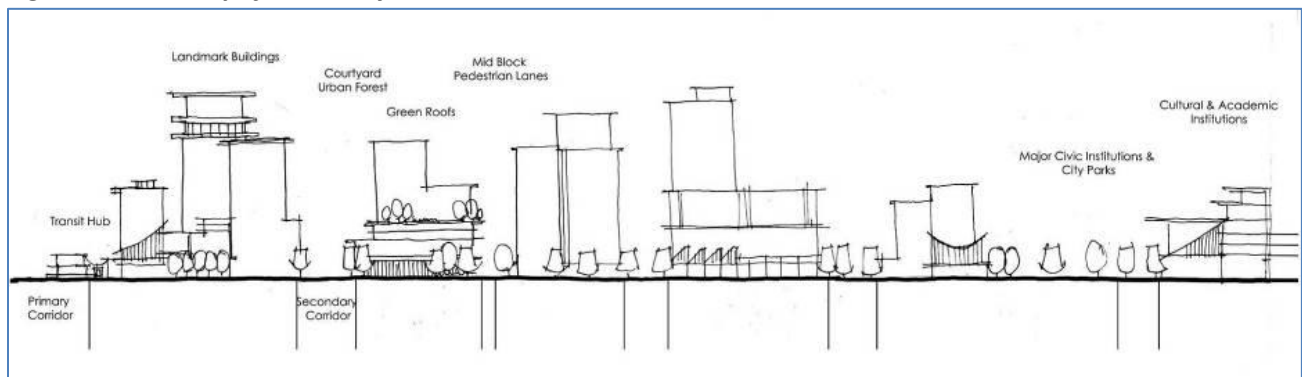 Landmark Buildings
Courtyard
Urban Forest
Green Roofs
Mid Block
Pedestrian Lanes
Cultural & Academic
Institutions
Major Civic Institutions &
City Parks
Transit Hub
Primary
Corridor
Secondary
Corridor